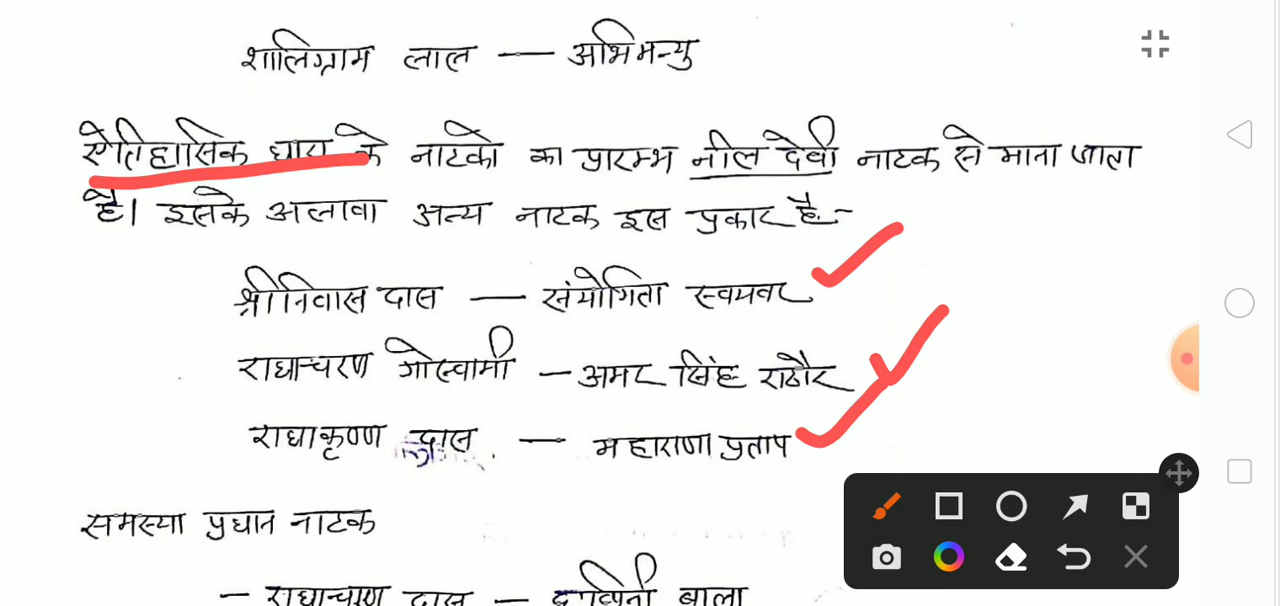 शालिग्राम लाल — अभिमन्यु
ऐतिहासिक धारा के नाटको का प्रारम्भ नील देवी नाटक से माना जाता
है। इसके अलावा अन्य नाटक इस प्रकार है:-
श्रीनिवास दास — संयोगिता स्वयंवर
राधाचरण गोस्वामी — अमर सिंह राठौर
राधाकृष्ण दास — महाराणा प्रताप
समस्या प्रधान नाटक
— राधाचरण दास — दुःखिनी बाला